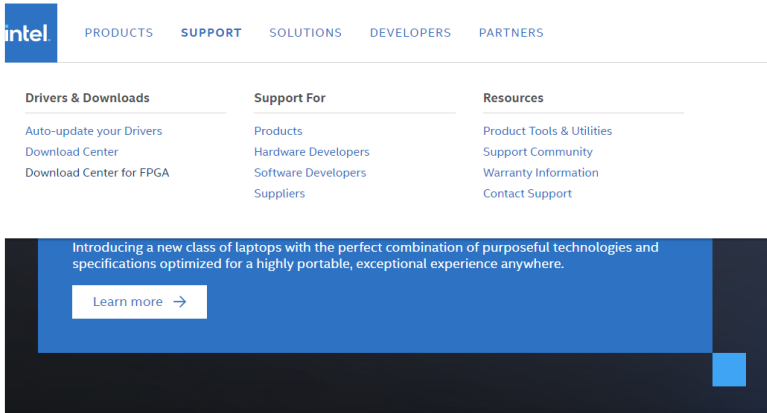 intel.
PRODUCTS
SUPPORT
SOLUTIONS
DEVELOPERS
PARTNERS
Drivers & Downloads
Auto-update your Drivers
Download Center
Download Center for FPGA
Support For
Products
Hardware Developers
Software Developers
Suppliers
Resources
Product Tools & Utilities
Support Community
Warranty Information
Contact Support
Introducing a new class of laptops with the perfect combination of purposeful technologies and
specifications optimized for a highly portable, exceptional experience anywhere.
Learn more →